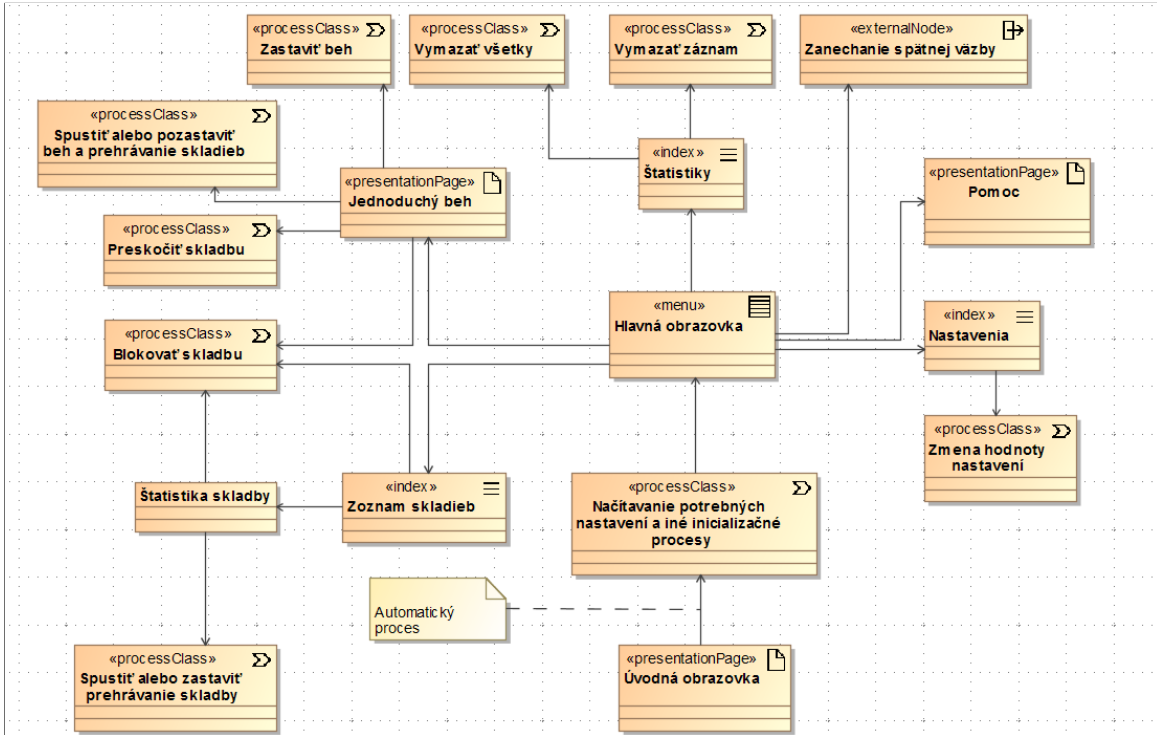 «processClass»
Zastaviť beh
«processClass»
Vymazať všetky
«processClass»
Vymazať záznam
«externalNode»
Zanechanie spätnej väzby
«processClass»
Spustiť alebo pozastaviť
beh a prehrávanie skladieb
«presentationPage»
Jednoduchý beh
«index»
Štatistiky
«presentationPage»
Pomoc
«processClass»
Preskočiť skladbu
«menu»
Hlavná obrazovka
«index»
Nastavenia
«processClass»
Blokovať skladbu
«processClass»
Zmena hodnoty
nastavení
Štatistika skladby
«index»
Zoznam skladieb
«processClass»
Načítavanie potrebných
nastavení a iné inicializačné
procesy
Automatický
proces
«processClass»
Spustiť alebo zastaviť
prehrávanie skladby
«presentationPage»
Úvodná obrazovka